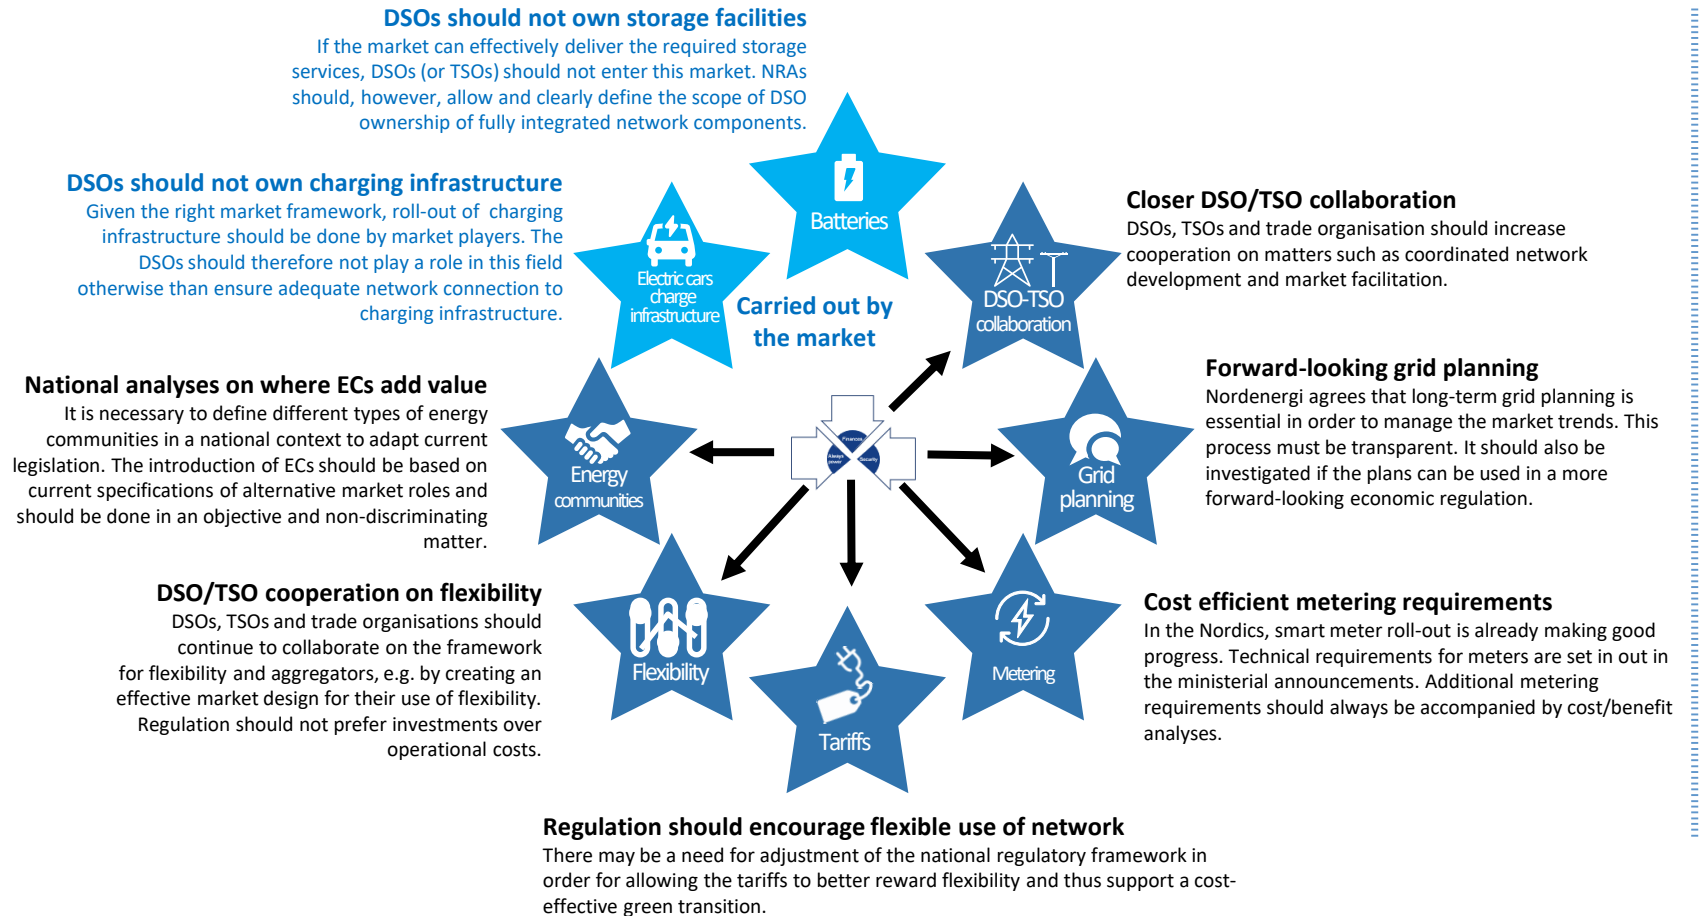 DSOs should not own storage facilities
If the market can effectively deliver the required storage
services, DSOs (or TSOs) should not enter this market. NRAs
should, however, allow and clearly define the scope of DSO
ownership of fully integrated network components.
Batteries
DSOs should not own charging infrastructure
Given the right market framework, roll-out of charging
infrastructure should be done by market players. The
DSOs should therefore not play a role in this field
otherwise than ensure adequate network connection to
charging infrastructure.
Electric cars
charge
infrastructure
Carried out by
the market
DSO-TSO
collaboration
Closer DSO/TSO collaboration
DSOs, TSOs and trade organisation should increase
cooperation on matters such as coordinated network
development and market facilitation.
National analyses on where ECs add value
It is necessary to define different types of energy
communities in a national context to adapt current
legislation. The introduction of ECs should be based on
current specifications of alternative market roles and
should be done in an objective and non-discriminating
matter.
Energy
communities
Finances
Always
power
Security
Grid
planning
Forward-looking grid planning
Nordenergi agrees that long-term grid planning is
essential in order to manage the market trends. This
process must be transparent. It should also be
investigated if the plans can be used in a more
forward-looking economic regulation.
DSO/TSO cooperation on flexibility
DSOs, TSOs and trade organisations should
continue to collaborate on the framework
for flexibility and aggregators, e.g. by creating an
effective market design for their use of flexibility.
Regulation should not prefer investments over
operational costs.
Flexibility
Tariffs
Metering
Cost efficient metering requirements
In the Nordics, smart meter roll-out is already making good
progress. Technical requirements for meters are set in out in
the ministerial announcements. Additional metering
requirements should always be accompanied by cost/benefit
analyses.
Regulation should encourage flexible use of network
There may be a need for adjustment of the national regulatory framework in
order for allowing the tariffs to better reward flexibility and thus support a cost-
effective green transition.